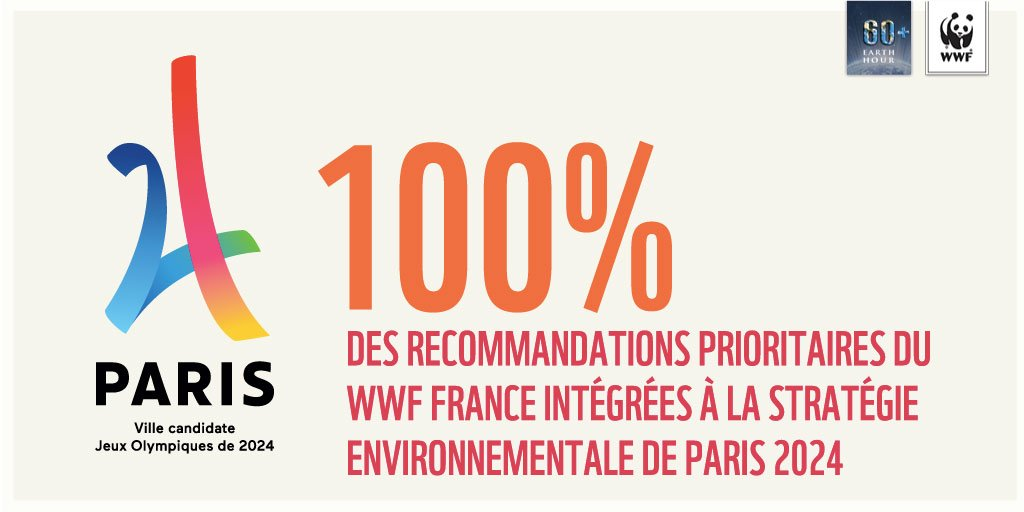 60+
EARTH
HOUR
WWF
PARIS
Ville candidate
Jeux Olympiques de 2024
100%
DES RECOMMANDATIONS PRIORITAIRES DU
WWF FRANCE INTÉGRÉES À LA STRATÉGIE
ENVIRONNEMENTALE DE PARIS 2024